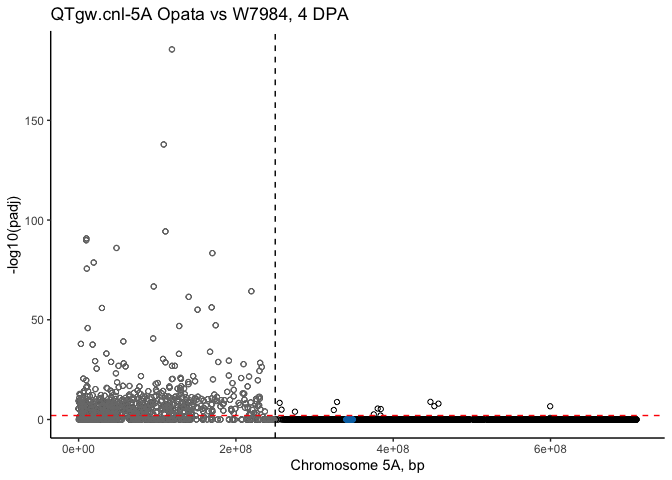 QTgw.cnl-5A Opata vs W7984, 4 DPA
150
100
50
0
-log10(padj)
0e+00 2e+08 4e+08 6e+08
Chromosome 5A, bp